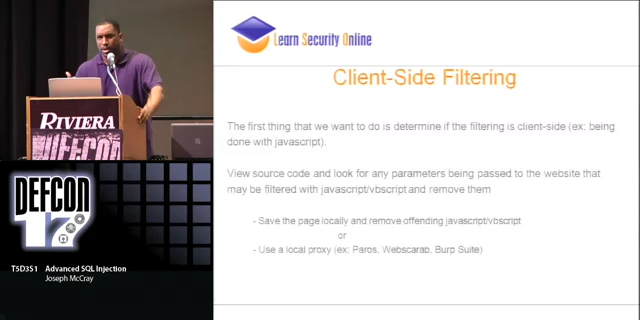 Learn Security Online
Client-Side Filtering
The first thing that we want to do is determine if the filtering is client-side (ex: being
done with javascript).
View source code and look for any parameters being passed to the website that
may be filtered with javascript/vbscript and remove them
- Save the page locally and remove offending javascript/vbscript
or
- Use a local proxy (ex: Paros, Webscarab, Burp Suite)
RIVIERA
DEFCON
DEFCON
17
T5D3S1 Advanced SQL Injection
Joseph McCray